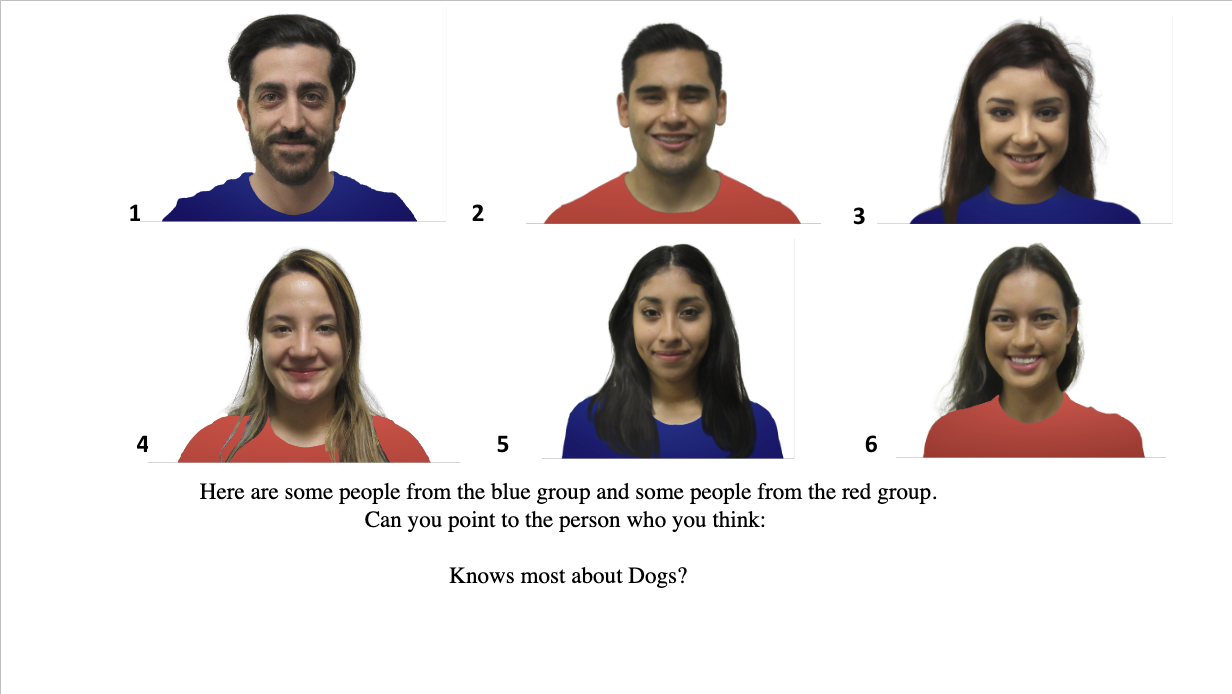 1
2
3
4
5
6
Here are some people from the blue group and some people from the red group.
Can you point to the person who you think:
Knows most about Dogs?